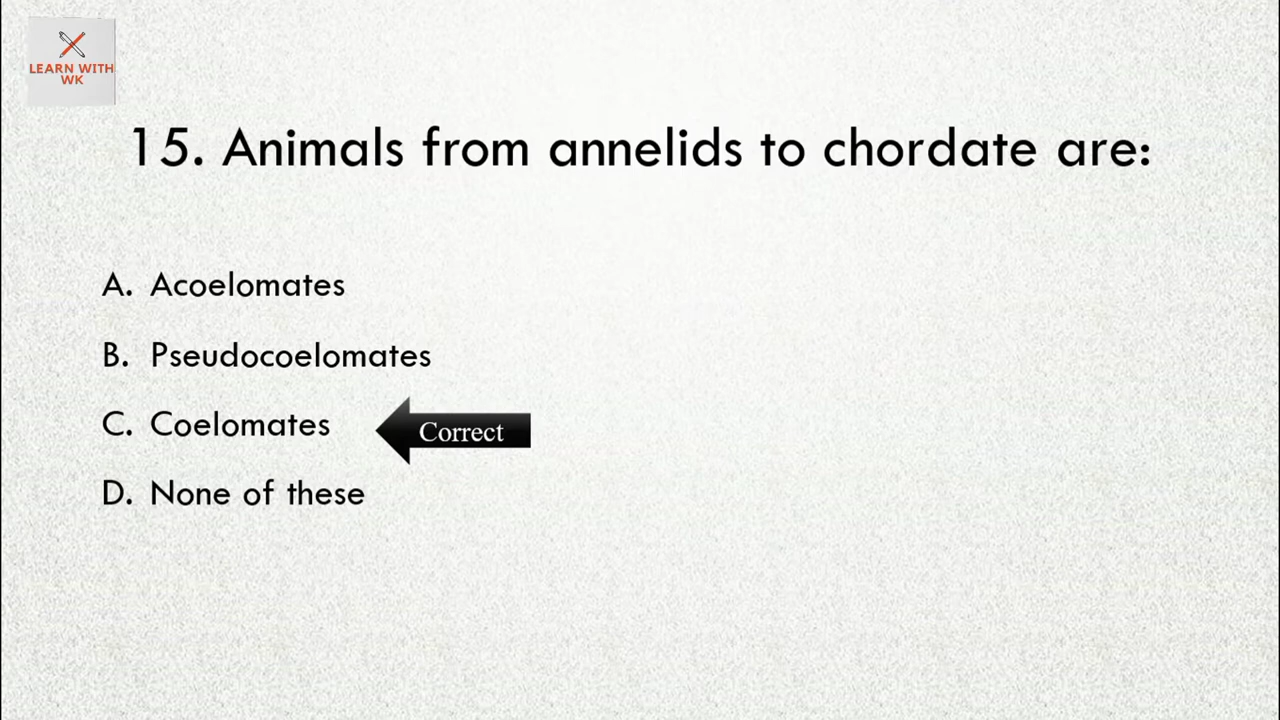 LEARN WITH
WK
15. Animals from annelids to chordate are:
A. Acoelomates
B. Pseudocoelomates
C. Coelomates
Correct
D. None of these